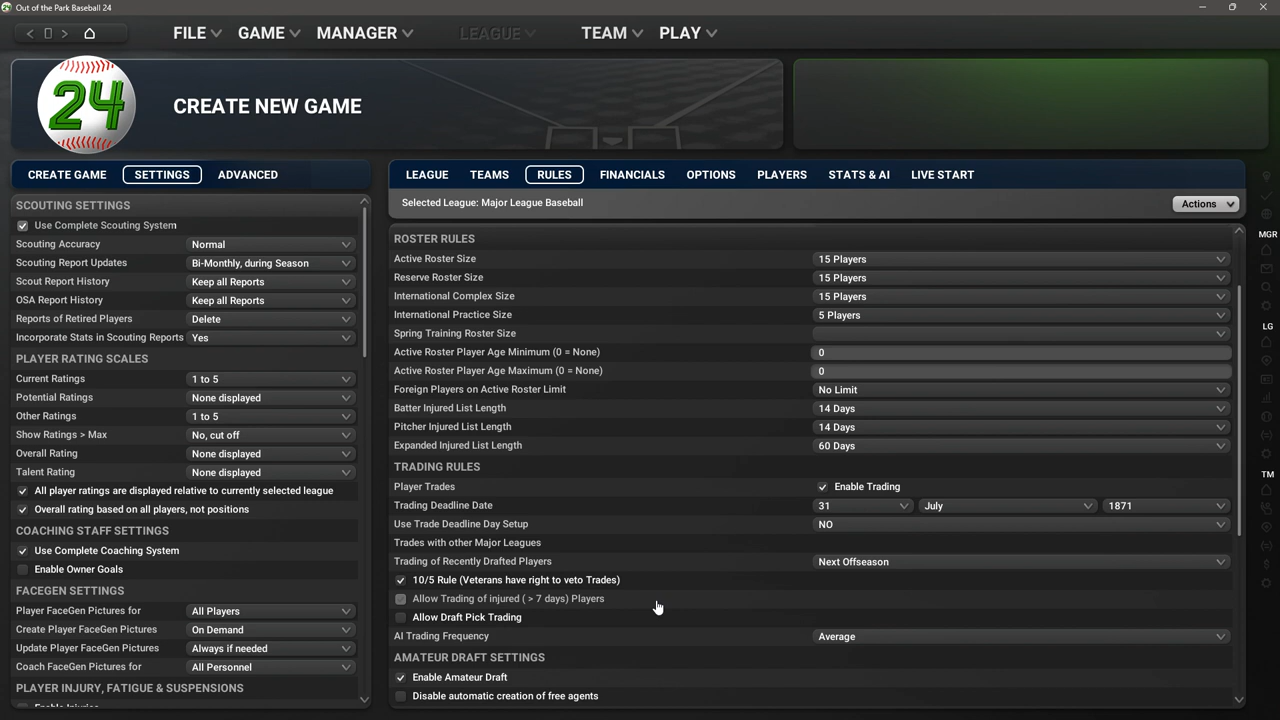 Out of the Park Baseball 24
FILE GAME MANAGER LEAGUE TEAM PLAY
24
CREATE NEW GAME
CREATE GAME SETTINGS ADVANCED
SCOUTING SETTINGS
Use Complete Scouting System
Scouting Accuracy Normal
Scouting Report Updates Bi-Monthly, during Season
Scout Report History Keep all Reports
OSA Report History Keep all Reports
Reports of Retired Players Delete
Incorporate Stats in Scouting Reports Yes
PLAYER RATING SCALES
Current Ratings 1 to 5
Potential Ratings None displayed
Other Ratings 1 to 5
Show Ratings > Max No, cut off
Overall Rating None displayed
Talent Rating None displayed
All player ratings are displayed relative to currently selected league
Overall rating based on all players, not positions
COACHING STAFF SETTINGS
Use Complete Coaching System
Enable Owner Goals
FACEGEN SETTINGS
Player FaceGen Pictures for All Players
Create Player FaceGen Pictures On Demand
Update Player FaceGen Pictures Always if needed
Coach FaceGen Pictures for All Personnel
PLAYER INJURY, FATIGUE & SUSPENSIONS
Enable Injuries
LEAGUE TEAMS RULES FINANCIALS OPTIONS PLAYERS STATS & AI LIVE START
Selected League: Major League Baseball Actions
ROSTER RULES
Active Roster Size 15 Players
Reserve Roster Size 15 Players
International Complex Size 15 Players
International Practice Size 5 Players
Spring Training Roster Size
Active Roster Player Age Minimum (0 = None) 0
Active Roster Player Age Maximum (0 = None) 0
Foreign Players on Active Roster Limit No Limit
Batter Injured List Length 14 Days
Pitcher Injured List Length 14 Days
Expanded Injured List Length 60 Days
TRADING RULES
Player Trades Enable Trading
Trading Deadline Date 31 July 1871
Use Trade Deadline Day Setup NO
Trades with other Major Leagues
Trading of Recently Drafted Players Next Offseason
10/5 Rule (Veterans have right to veto Trades)
Allow Trading of injured ( > 7 days) Players
Allow Draft Pick Trading
AI Trading Frequency Average
AMATEUR DRAFT SETTINGS
Enable Amateur Draft
Disable automatic creation of free agents
MGR
LG
TM